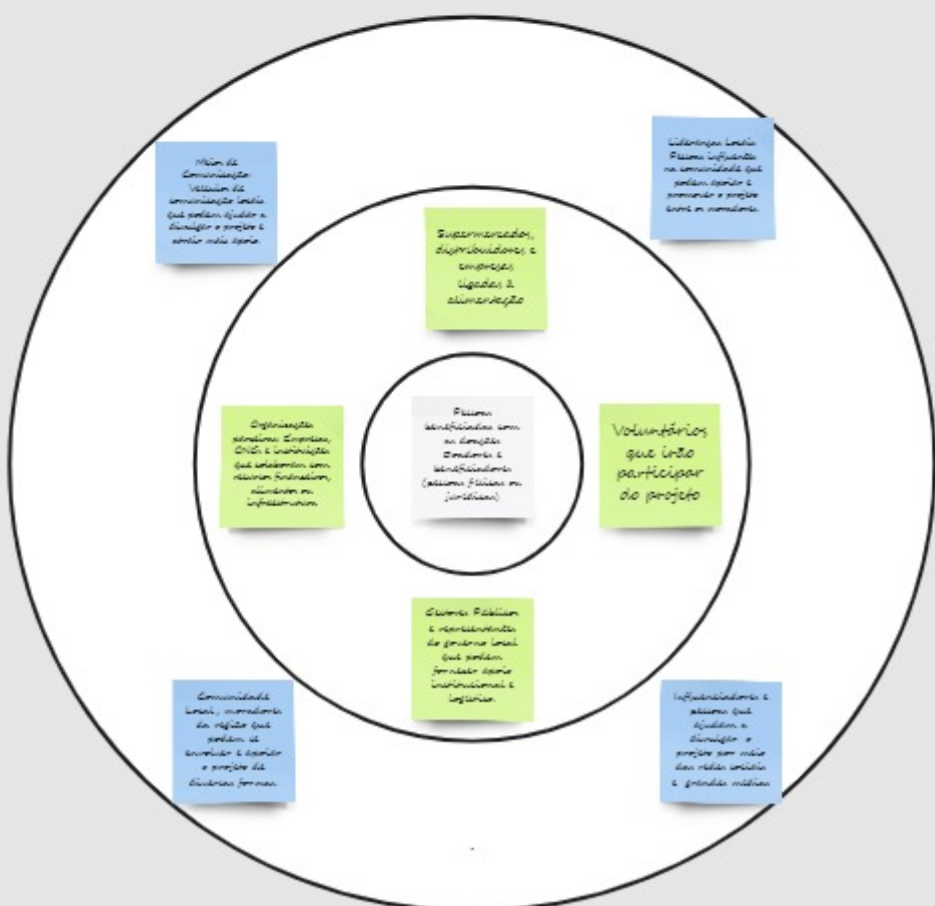 Meios de
Comunicação:
Veículos de
comunicação locais
que podem ajudar a
divulgar o projeto e
atrair mais apoio.
Lideranças Locais:
Pessoas influentes
na comunidade que
podem apoiar e
promover o projeto
entre os moradores.
Supermercados,
distribuidores e
empresas
ligadas à
alimentação
Organizações
parceiras: Empresas,
ONGs e instituições
que colaboram com
recursos financeiros,
alimentos ou
infraestrutura.
Pessoas
beneficiadas com
as doações
Doadores e
beneficiadores
(pessoas físicas ou
jurídicas)
Voluntários
que irão
participar
do projeto
Gestores Públicos
e representantes
do governo local
que podem
fornecer apoio
institucional e
logístico.
Comunidade
Local, moradores
da região que
podem se
envolver e apoiar
o projeto de
diversas formas.
Influenciadores e
pessoas que
ajudam a
divulgar o
projeto por meio
das redes sociais
e grandes mídias